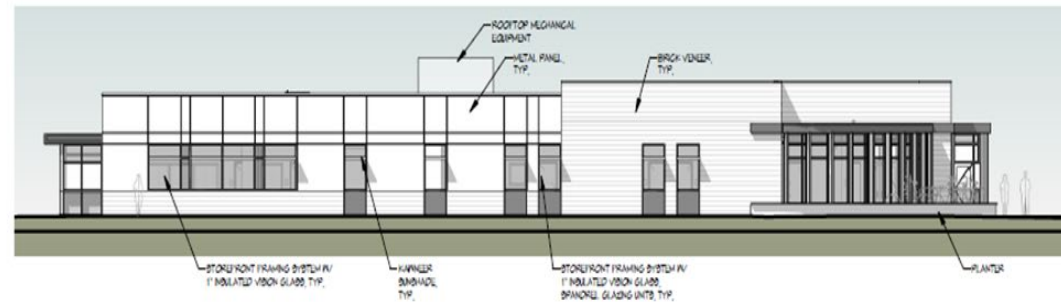 ROOFTOP MECHANICAL
EQUIPMENT
METAL PANEL,
TYP.
BRICK VENEER,
TYP.
STOREFRONT FRAMING SYSTEM W/
1" INSULATED VISION GLASS, TYP.
KAWNEER
SUNSHADE,
TYP.
STOREFRONT FRAMING SYSTEM W/
1" INSULATED VISION GLASS,
SPANDREL GLAZING UNITS, TYP.
PLANTER